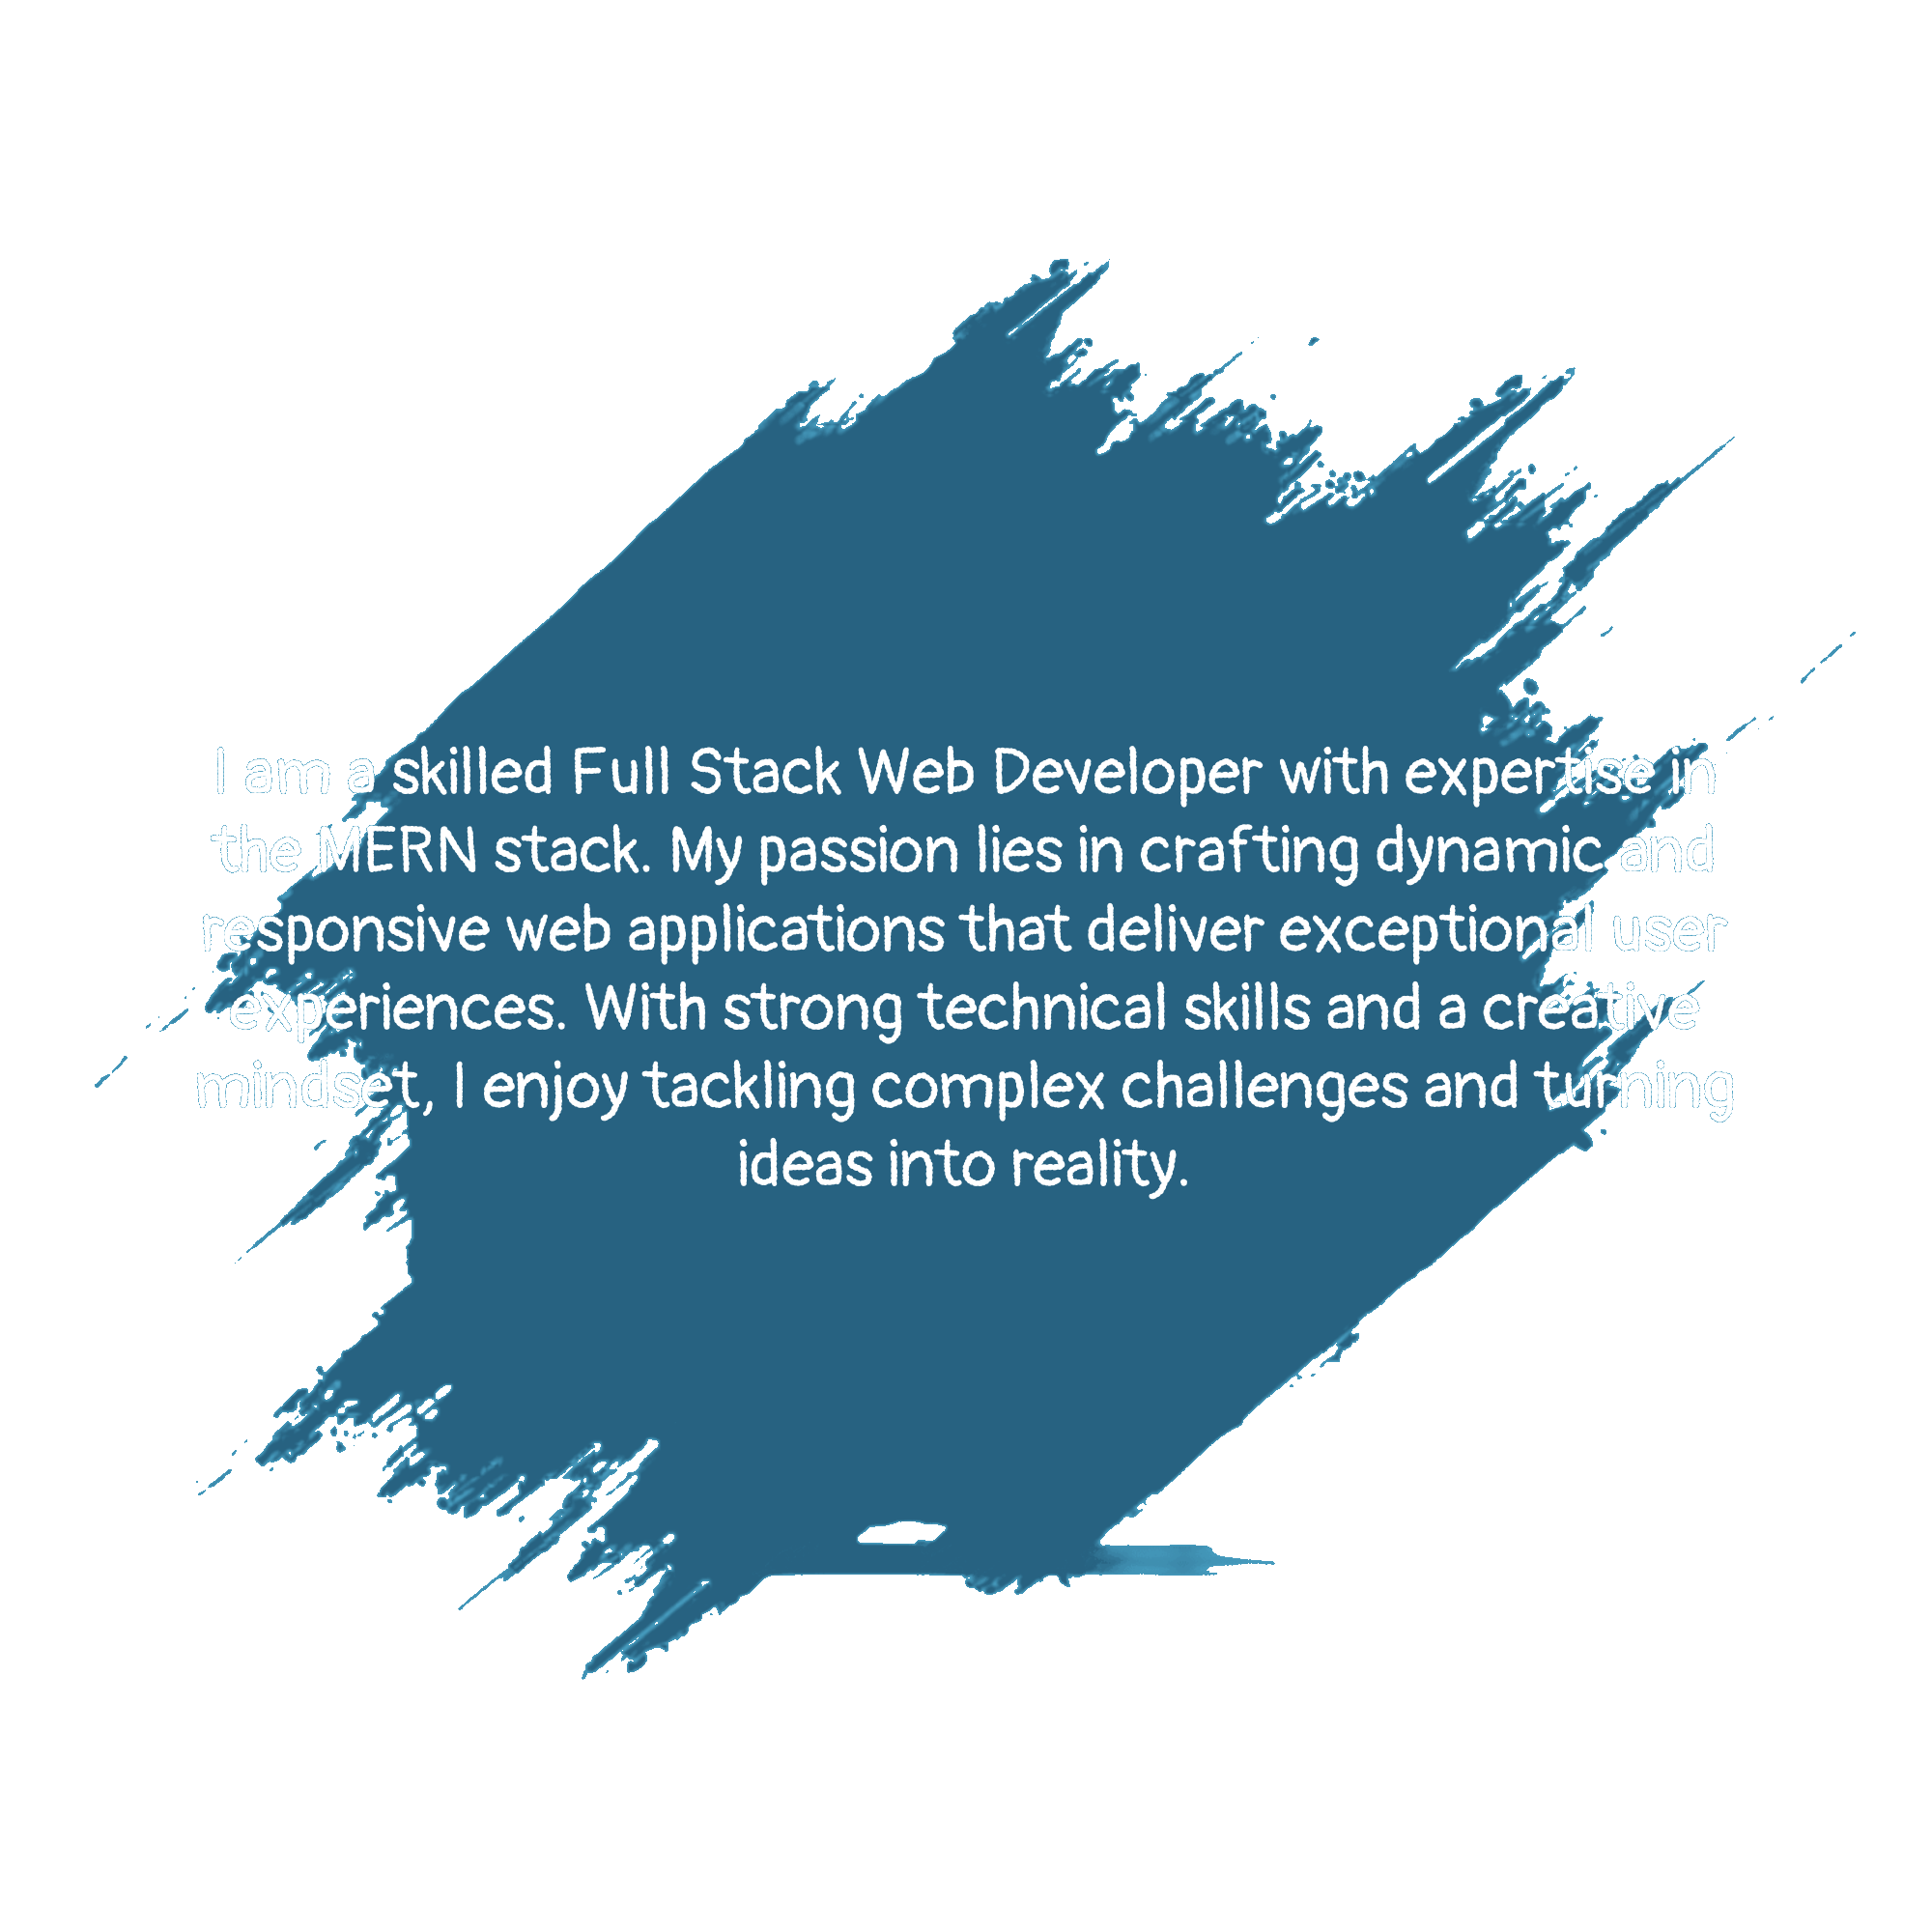 I am a skilled Full Stack Web Developer with expertise in
the MERN stack. My passion lies in crafting dynamic and
responsive web applications that deliver exceptional user
experiences. With strong technical skills and a creative
mindset, I enjoy tackling complex challenges and turning
ideas into reality.